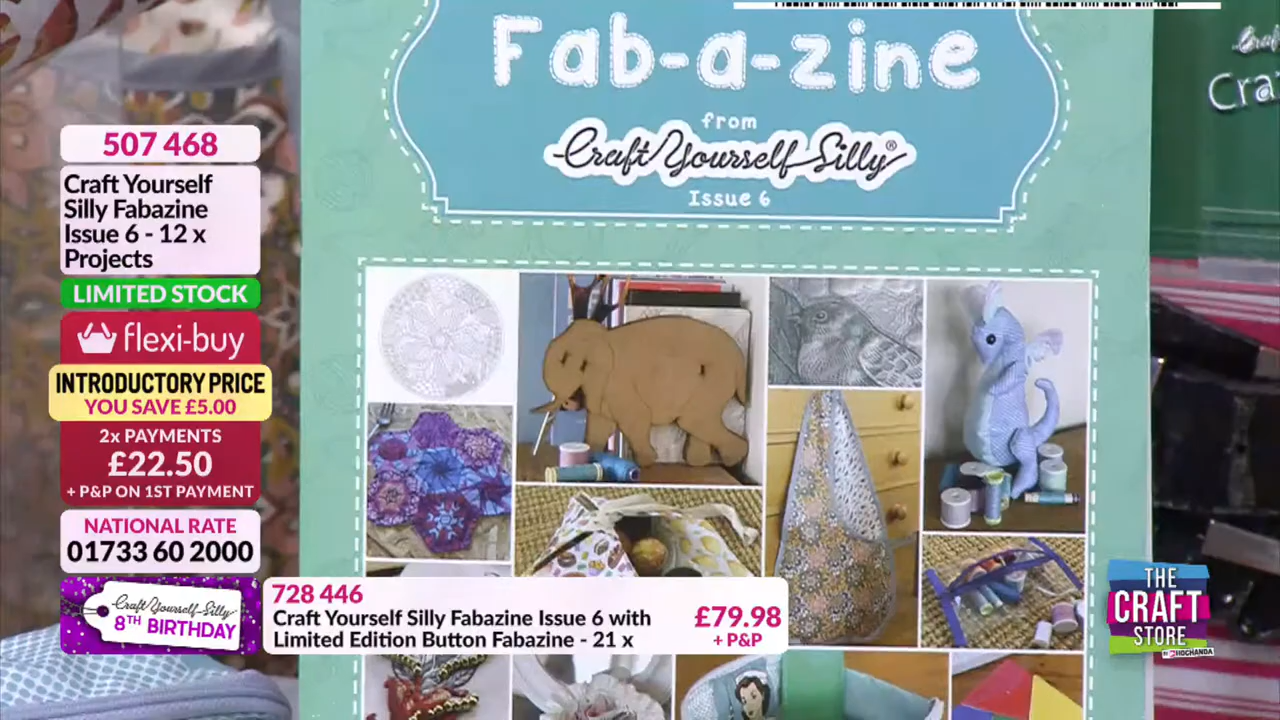 Fab-a-zine
from
Craft Yourself Silly®
Issue 6
Cra
507 468
Craft Yourself
Silly Fabazine
Issue 6 - 12 x
Projects
LIMITED STOCK
flexi-buy
INTRODUCTORY PRICE
YOU SAVE £5.00
2x PAYMENTS
£22.50
+ P&P ON 1ST PAYMENT
NATIONAL RATE
01733 60 2000
Craft Yourself Silly
8TH BIRTHDAY
728 446
Craft Yourself Silly Fabazine Issue 6 with
Limited Edition Button Fabazine - 21 x
£79.98
+ P&P
THE
CRAFT
STORE
BY HOCHANDA